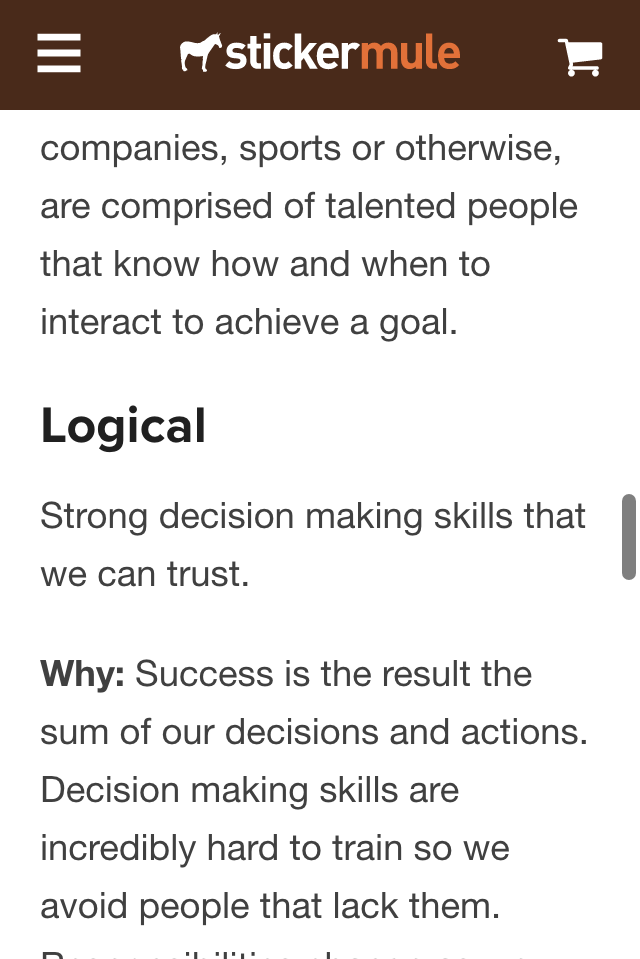 stickermule
companies, sports or otherwise,
are comprised of talented people
that know how and when to
interact to achieve a goal.
Logical
Strong decision making skills that
we can trust.
Why: Success is the result the
sum of our decisions and actions.
Decision making skills are
incredibly hard to train so we
avoid people that lack them.